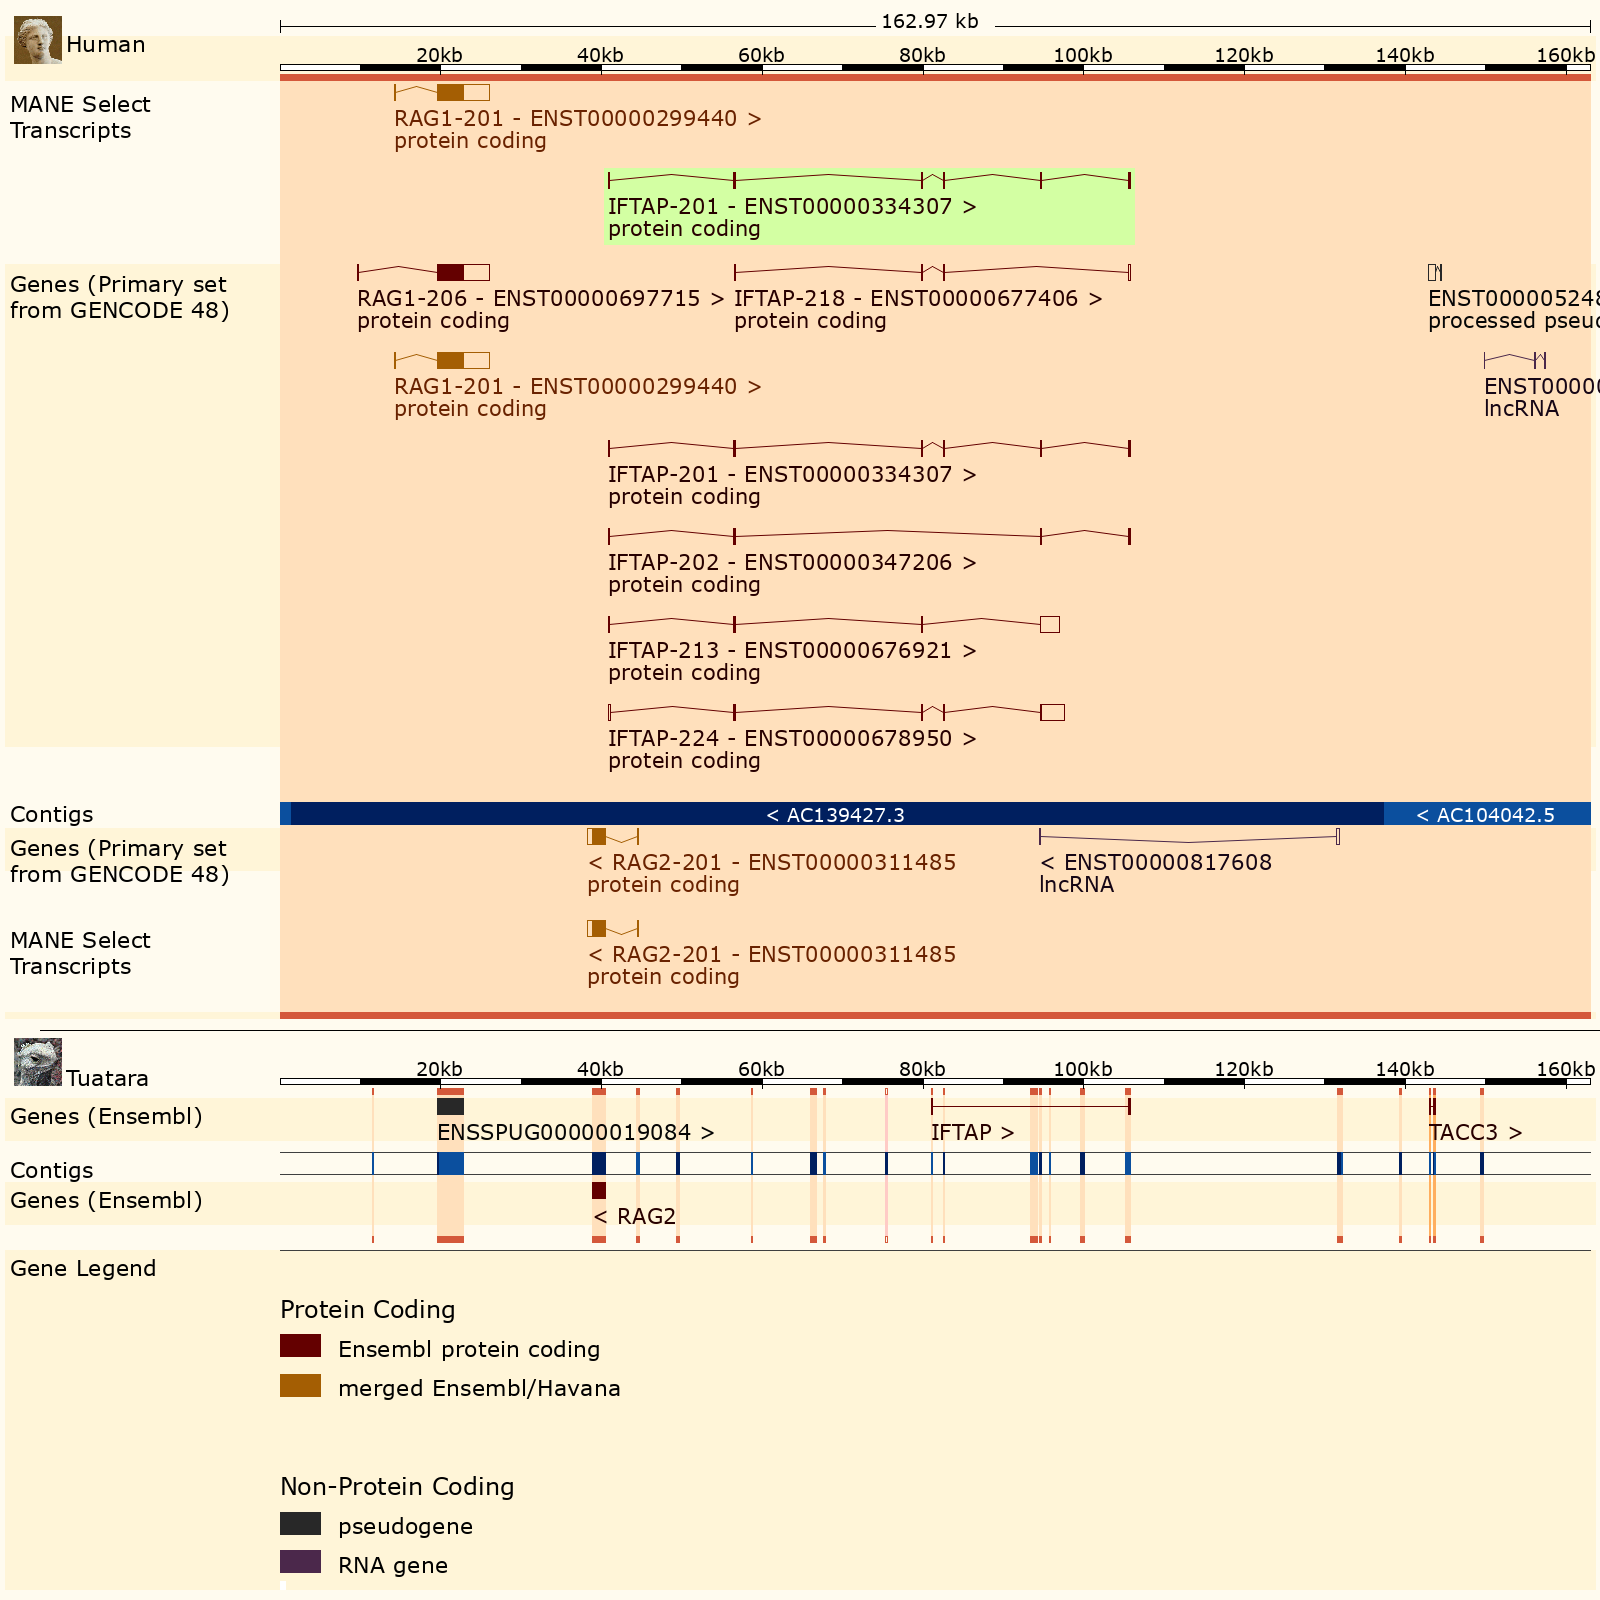 162.97 kb
Human
20kb 40kb 60kb 80kb 100kb 120kb 140kb 160kb
MANE Select
Transcripts
RAG1-201 - ENST00000299440 >
protein coding
IFTAP-201 - ENST00000334307 >
protein coding
Genes (Primary set
from GENCODE 48)
RAG1-206 - ENST00000697715 > IFTAP-218 - ENST00000677406 > ENST000005248
protein coding protein coding processed pseud
RAG1-201 - ENST00000299440 > ENST00000
protein coding lncRNA
IFTAP-201 - ENST00000334307 >
protein coding
IFTAP-202 - ENST00000347206 >
protein coding
IFTAP-213 - ENST00000676921 >
protein coding
IFTAP-224 - ENST00000678950 >
protein coding
Contigs < AC139427.3 < AC104042.5
Genes (Primary set
from GENCODE 48)
< RAG2-201 - ENST00000311485 < ENST00000817608
protein coding lncRNA
MANE Select
Transcripts
< RAG2-201 - ENST00000311485
protein coding
Tuatara
20kb 40kb 60kb 80kb 100kb 120kb 140kb 160kb
Genes (Ensembl)
ENSSPUG00000019084 > IFTAP > TACC3 >
Contigs
Genes (Ensembl)
< RAG2
Gene Legend
Protein Coding
Ensembl protein coding
merged Ensembl/Havana
Non-Protein Coding
pseudogene
RNA gene